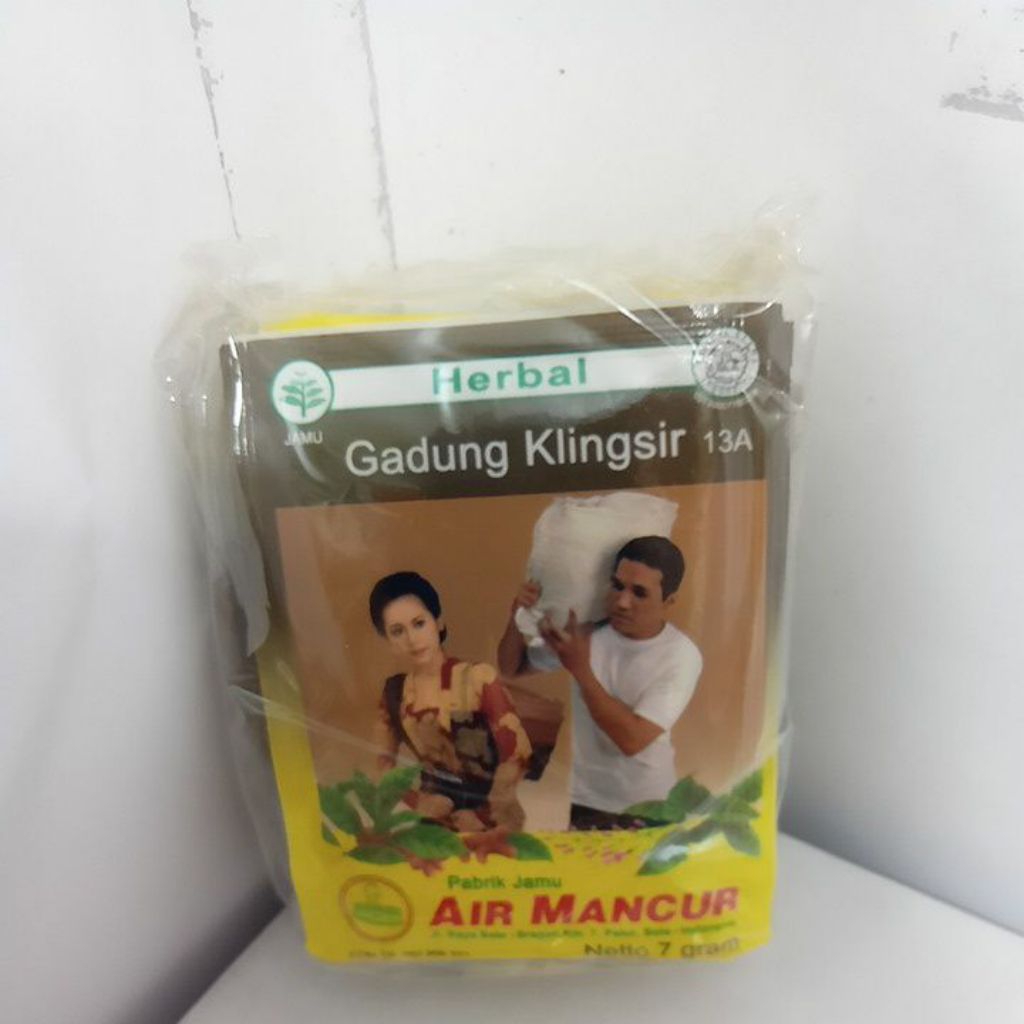 Herbal
JAMU
Gadung Klingsir 13A
Pabrik Jamu
AIR MANCUR
Netto 7 gram